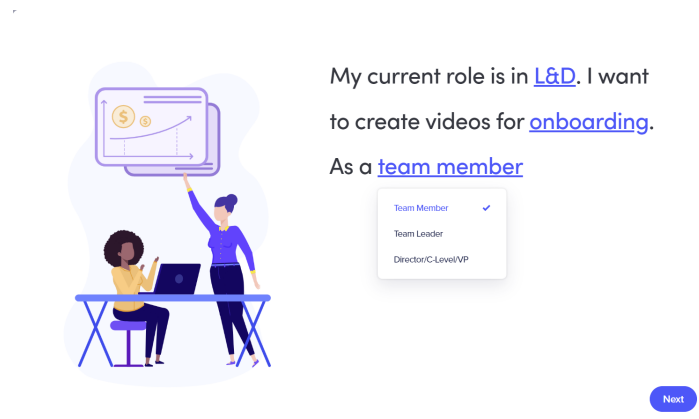 My current role is in L&D. I want
to create videos for onboarding.
As a team member
Team Member
Team Leader
Director/C-Level/VP
$
$
Next